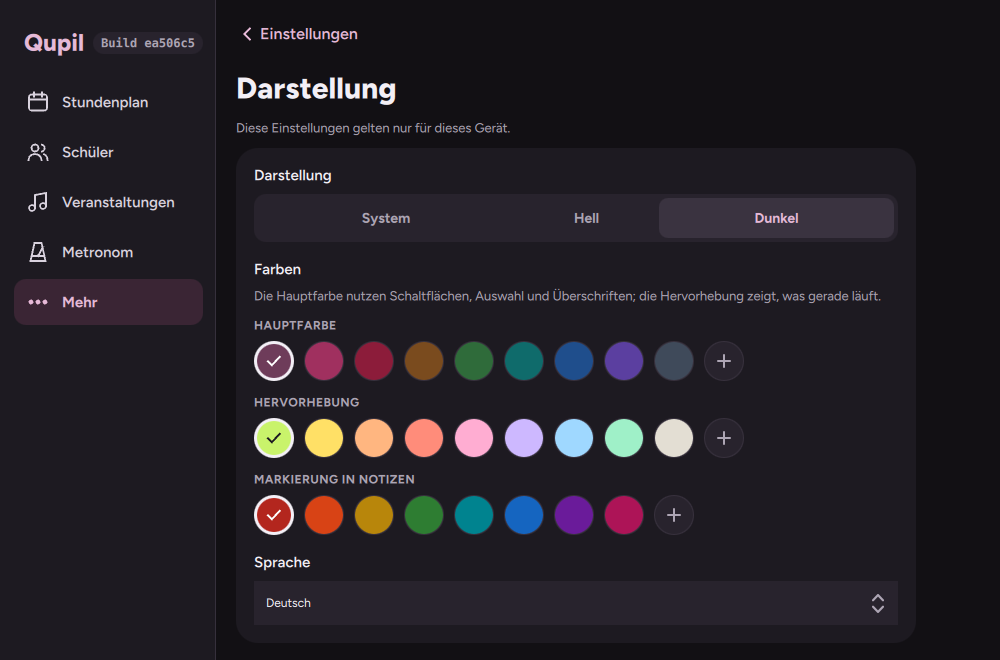 Qupil
Build ea506c5
Stundenplan
Schüler
Veranstaltungen
Metronom
Mehr
Einstellungen
Darstellung
Diese Einstellungen gelten nur für dieses Gerät.
Darstellung
System Hell Dunkel
Farben
Die Hauptfarbe nutzen Schaltflächen, Auswahl und Überschriften; die Hervorhebung zeigt, was gerade läuft.
HAUPTFARBE
HERVORHEBUNG
MARKIERUNG IN NOTIZEN
Sprache
Deutsch